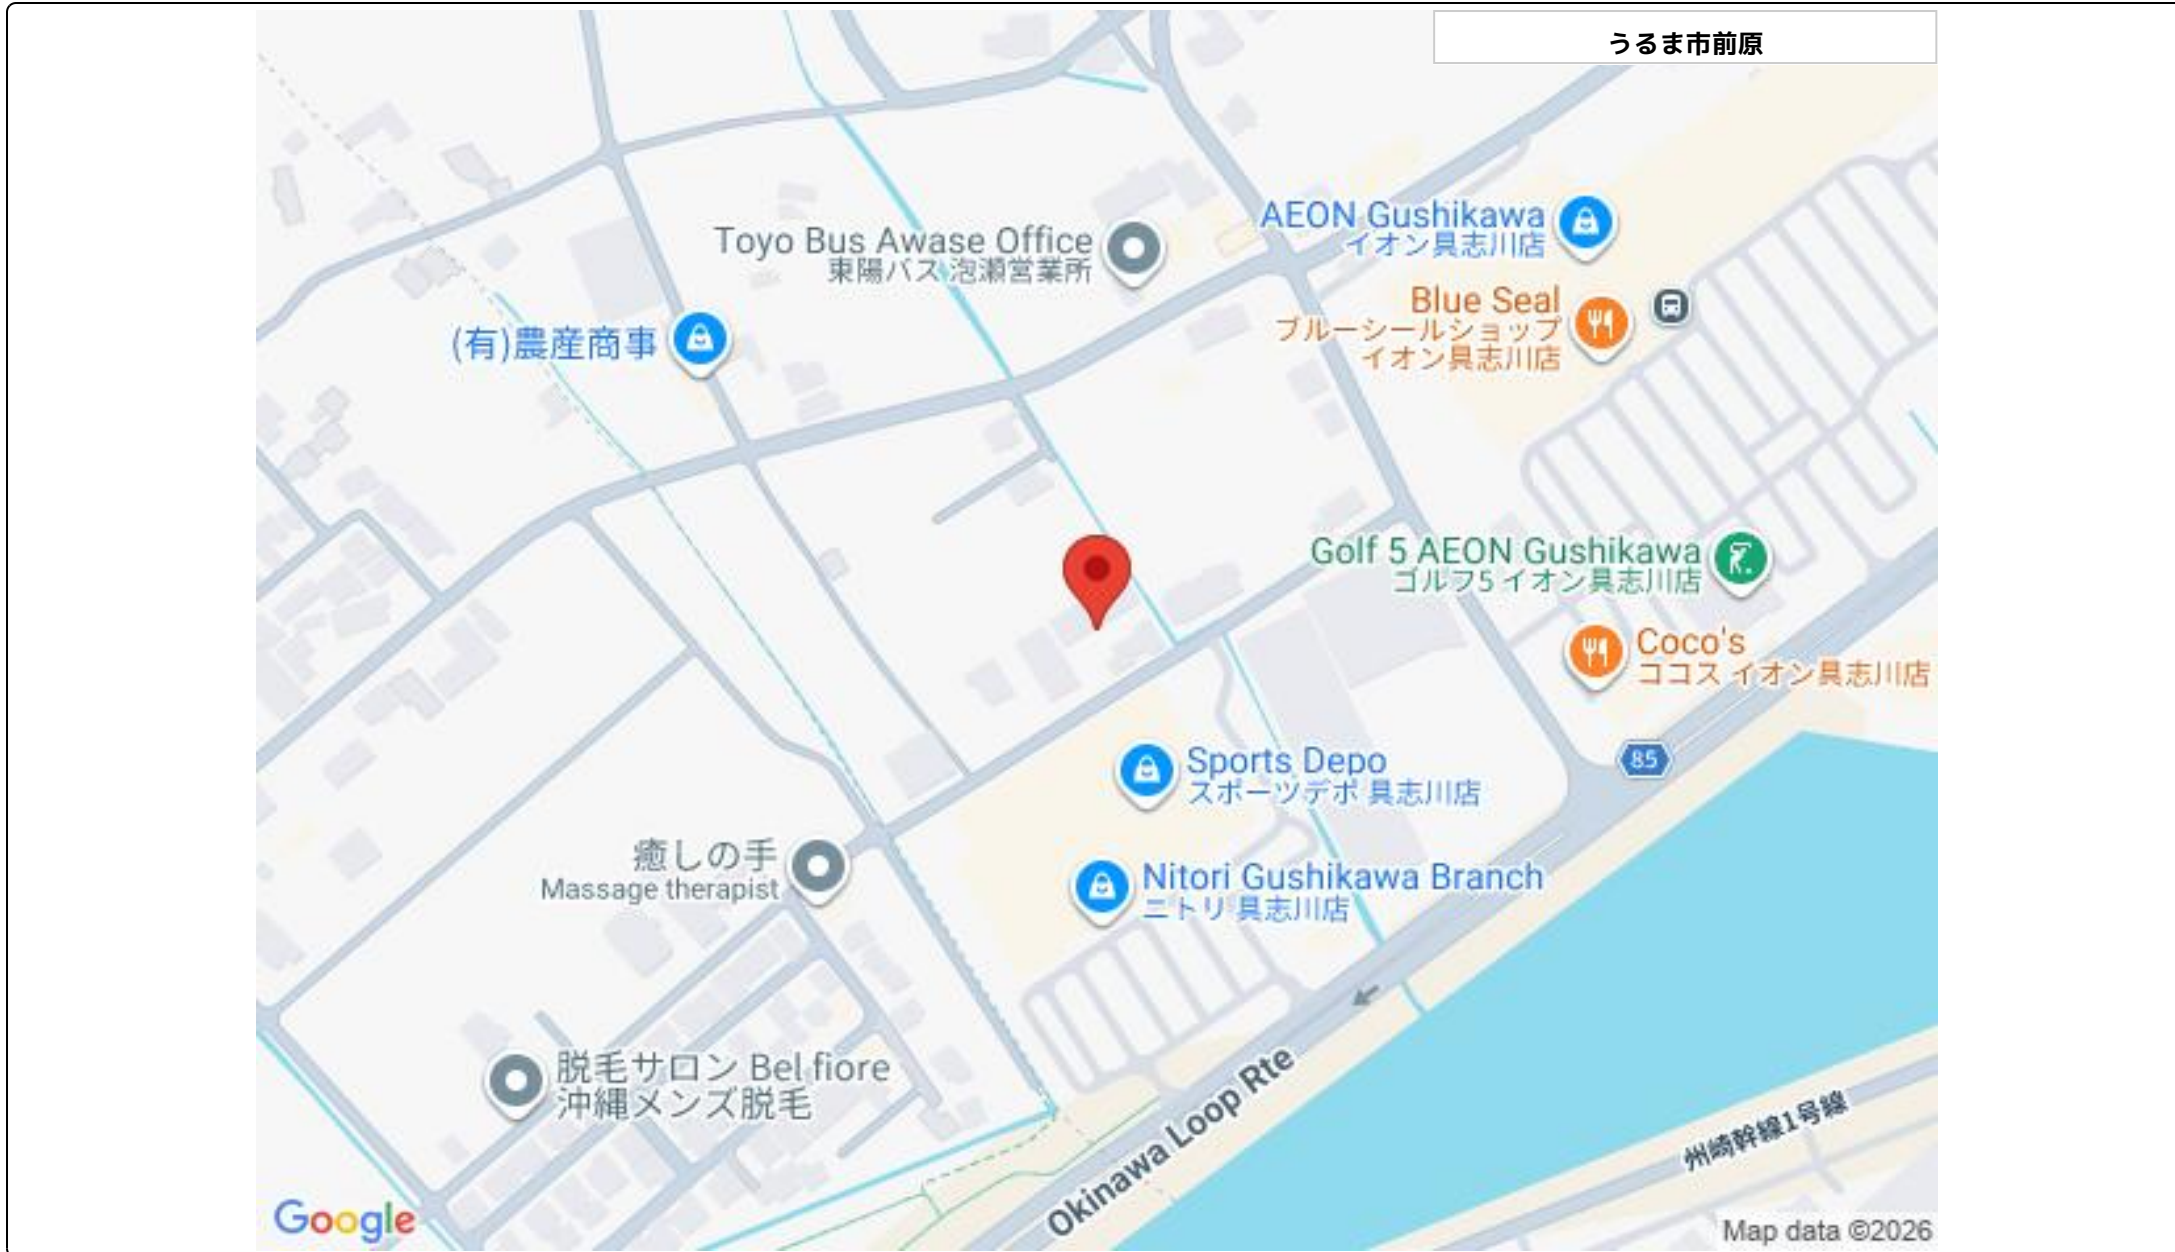 うるま市前原
AEON Gushikawa
イオン具志川店
Toyo Bus Awase Office
東陽バス 泡瀬営業所
Blue Seal
ブルーシールショップ
イオン具志川店
(有)農産商事
Golf 5 AEON Gushikawa
ゴルフ5 イオン具志川店
Coco's
ココス イオン具志川店
Sports Depo
スポーツデポ 具志川店
85
癒しの手
Massage therapist
Nitori Gushikawa Branch
ニトリ 具志川店
脱毛サロン Bel fiore
沖縄メンズ脱毛
Okinawa Loop Rte
州崎幹線1号線
Google
Map data ©2026